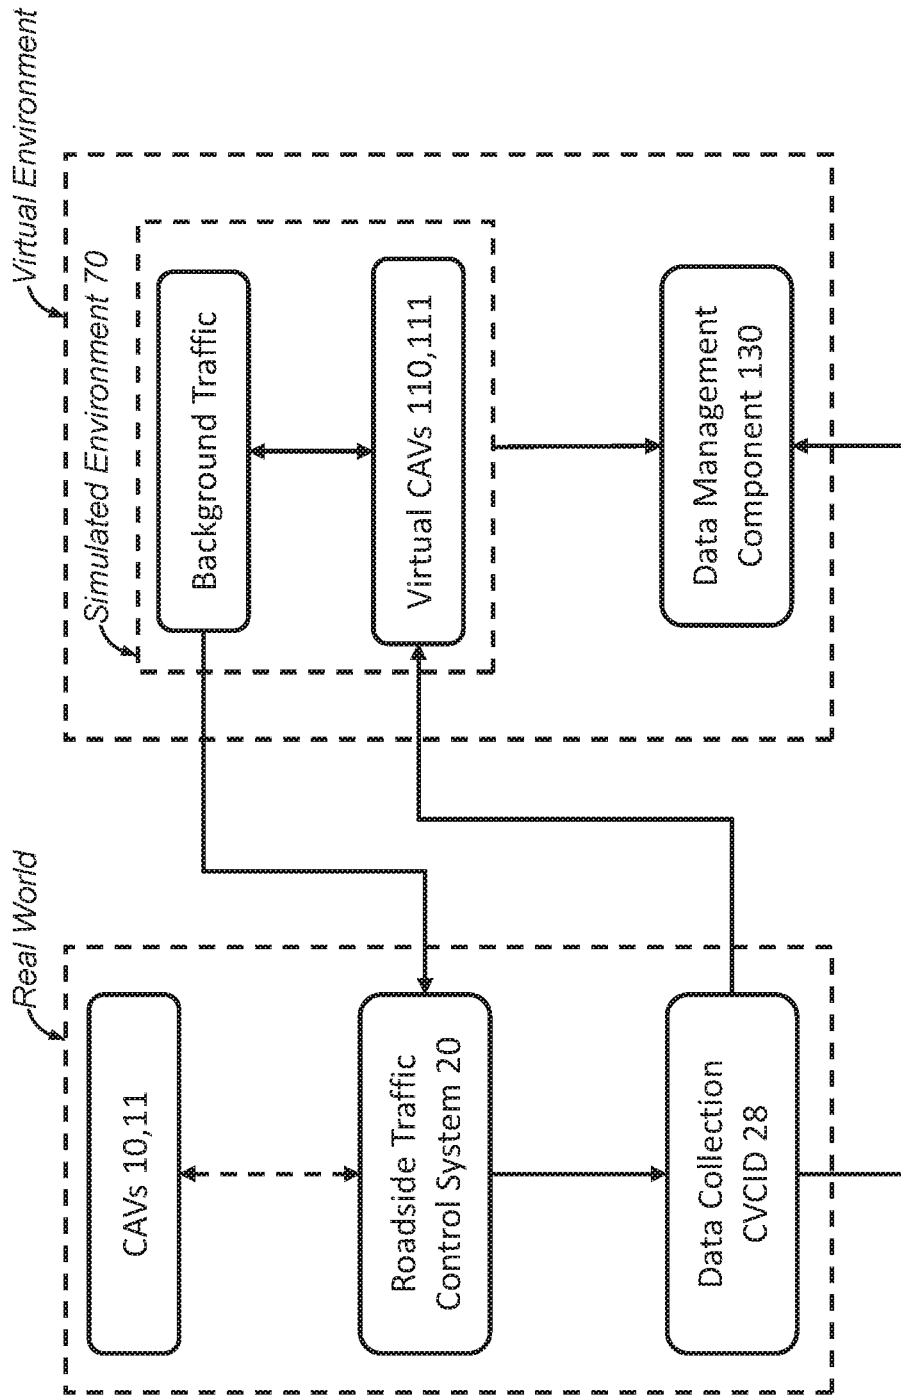 Real World
CAVs 10,11
Roadside Traffic
Control System 20
Data Collection
CVCID 28
Virtual Environment
Simulated Environment 70
Background Traffic
Virtual CAVs 110,111
Data Management
Component 130